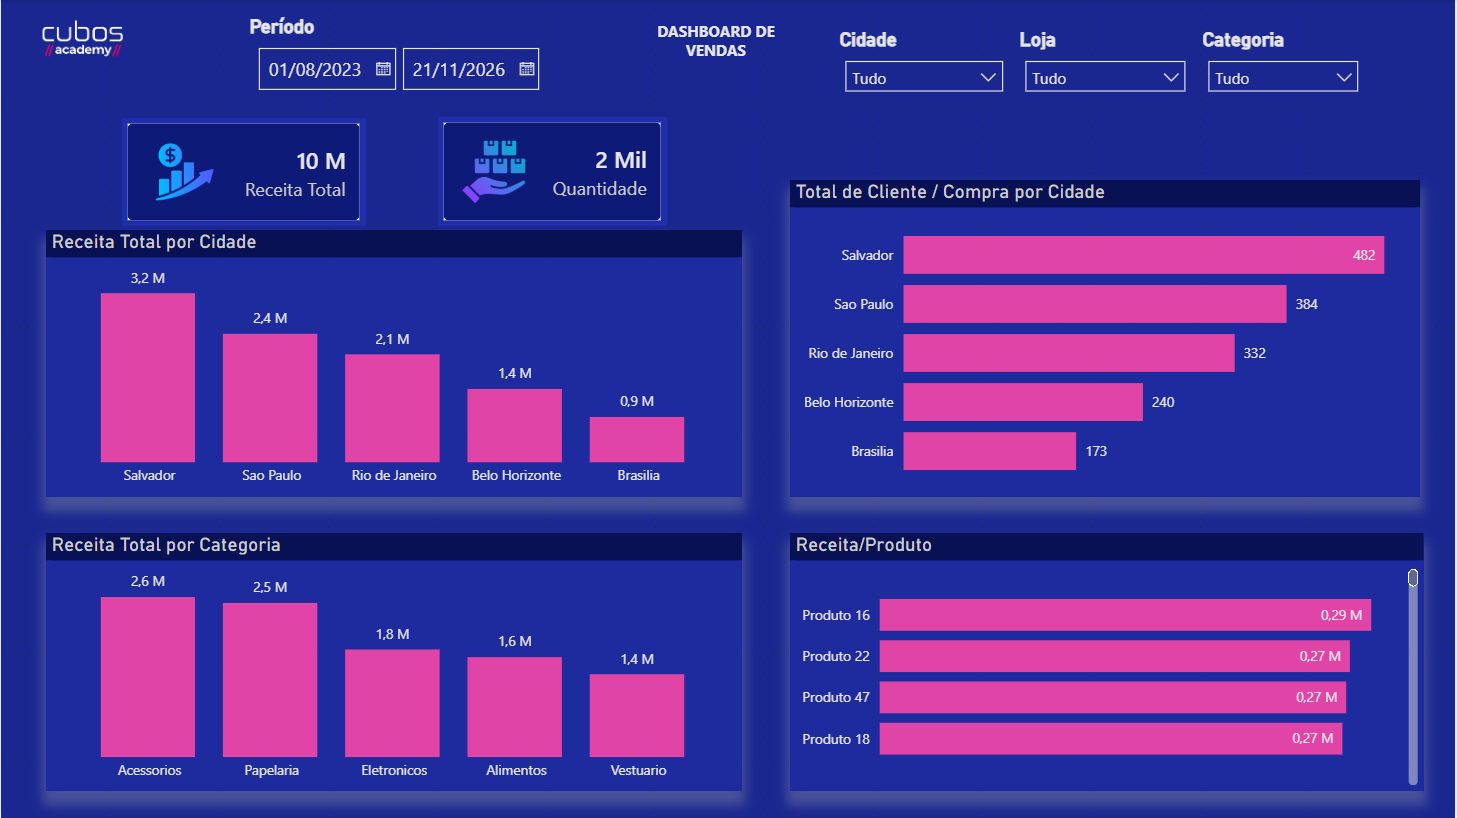 cubos
//academy//
Período
01/08/2023
21/11/2026
DASHBOARD DE
VENDAS
Cidade
Tudo
Loja
Tudo
Categoria
Tudo
$
10 M
Receita Total
2 Mil
Quantidade
Receita Total por Cidade
3,2 M
2,4 M
2,1 M
1,4 M
0,9 M
Salvador
Sao Paulo
Rio de Janeiro
Belo Horizonte
Brasilia
Total de Cliente / Compra por Cidade
Salvador 482
Sao Paulo 384
Rio de Janeiro 332
Belo Horizonte 240
Brasilia 173
Receita Total por Categoria
2,6 M
2,5 M
1,8 M
1,6 M
1,4 M
Acessorios
Papelaria
Eletronicos
Alimentos
Vestuario
Receita/Produto
Produto 16 0,29 M
Produto 22 0,27 M
Produto 47 0,27 M
Produto 18 0,27 M